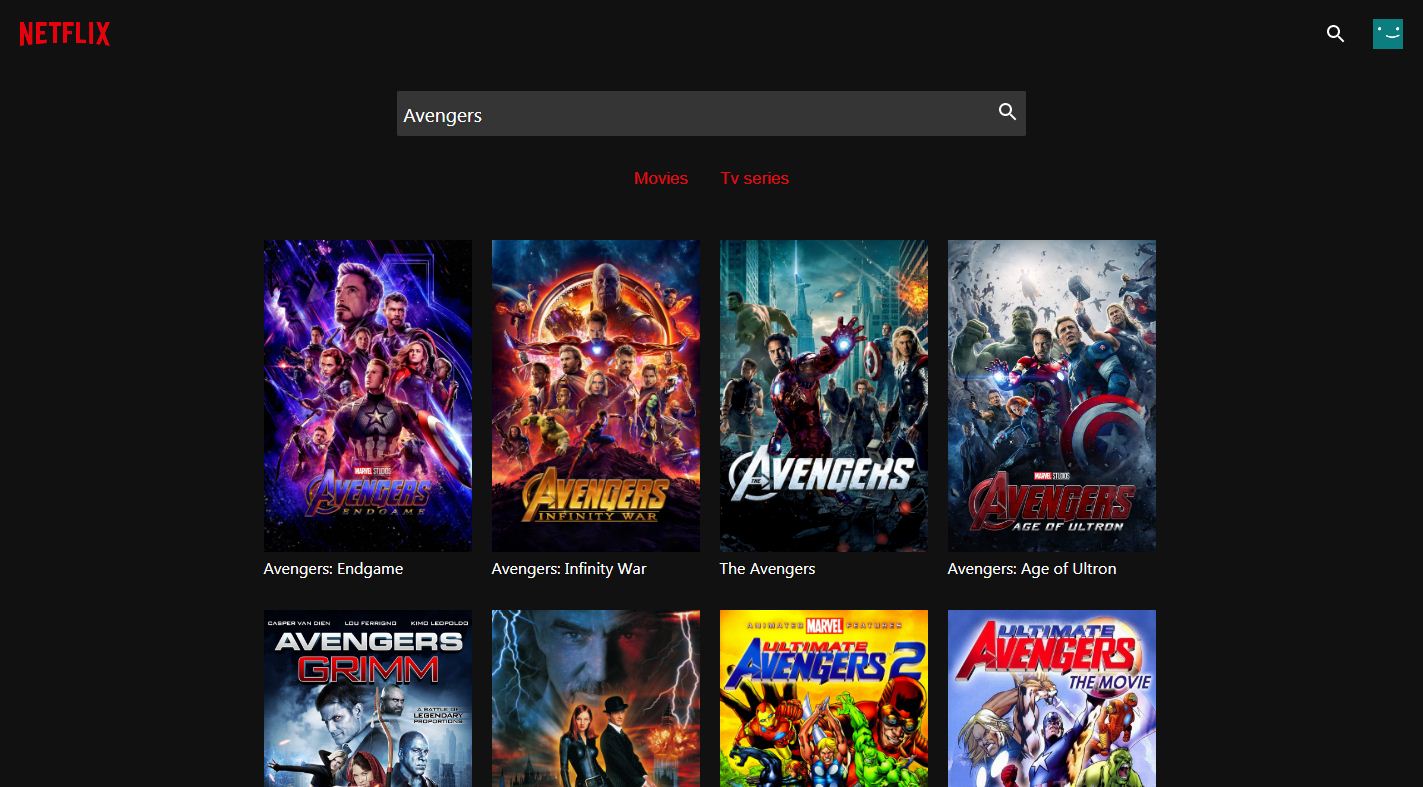 NETFLIX
Avengers
Movies
Tv series
MARVEL STUDIOS
AVENGERS
ENDGAME
AVENGERS
INFINITY WAR
THE AVENGERS
MARVEL STUDIOS
AVENGERS
AGE OF ULTRON
Avengers: Endgame
Avengers: Infinity War
The Avengers
Avengers: Age of Ultron
CASPER VAN DIEN LOU FERRIGNO KIMO LEOPOLDO
AVENGERS
GRIMM
A BATTLE OF
LEGENDARY
PROPORTIONS
ANIMATED MARVEL FEATURES
ULTIMATE
AVENGERS 2
ULTIMATE
AVENGERS
THE MOVIE